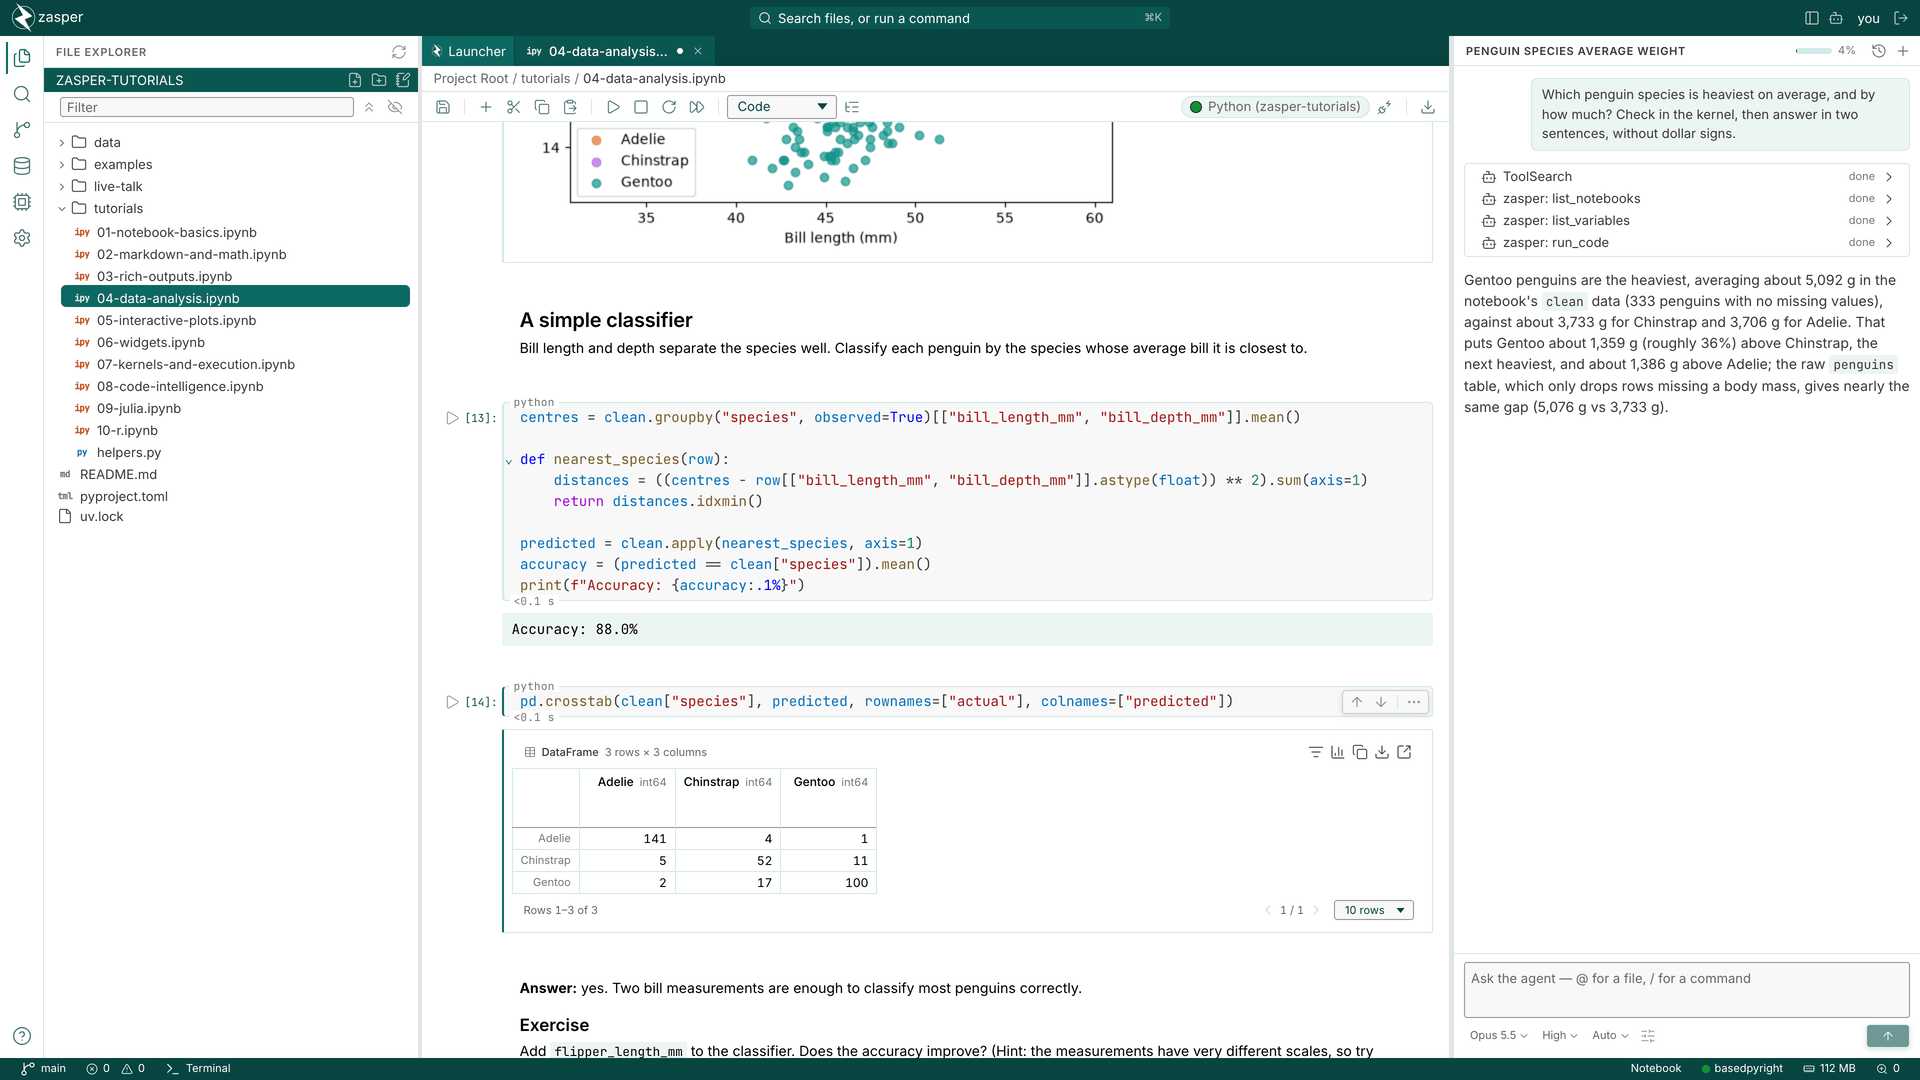 zasper
Search files, or run a command
⌘K
you
FILE EXPLORER
ZASPER-TUTORIALS
Filter
data
examples
live-talk
tutorials
ipy 01-notebook-basics.ipynb
ipy 02-markdown-and-math.ipynb
ipy 03-rich-outputs.ipynb
ipy 04-data-analysis.ipynb
ipy 05-interactive-plots.ipynb
ipy 06-widgets.ipynb
ipy 07-kernels-and-execution.ipynb
ipy 08-code-intelligence.ipynb
ipy 09-julia.ipynb
ipy 10-r.ipynb
py helpers.py
md README.md
tml pyproject.toml
uv.lock
Launcher
ipy 04-data-analysis...
Project Root / tutorials / 04-data-analysis.ipynb
Code
Python (zasper-tutorials)
14
Adelie
Chinstrap
Gentoo
35 40 45 50 55 60
Bill length (mm)
A simple classifier
Bill length and depth separate the species well. Classify each penguin by the species whose average bill it is closest to.
python
[13]:
centres = clean.groupby("species", observed=True)[["bill_length_mm", "bill_depth_mm"]].mean()
def nearest_species(row):
distances = ((centres - row[["bill_length_mm", "bill_depth_mm"]].astype(float)) ** 2).sum(axis=1)
return distances.idxmin()
predicted = clean.apply(nearest_species, axis=1)
accuracy = (predicted == clean["species"]).mean()
print(f"Accuracy: {accuracy:.1%}")
<0.1 s
Accuracy: 88.0%
python
[14]:
pd.crosstab(clean["species"], predicted, rownames=["actual"], colnames=["predicted"])
<0.1 s
DataFrame 3 rows × 3 columns
Adelie int64 Chinstrap int64 Gentoo int64
Adelie 141 4 1
Chinstrap 5 52 11
Gentoo 2 17 100
Rows 1–3 of 3
1 / 1
10 rows
Answer: yes. Two bill measurements are enough to classify most penguins correctly.
Exercise
Add flipper_length_mm to the classifier. Does the accuracy improve? (Hint: the measurements have very different scales, so try
PENGUIN SPECIES AVERAGE WEIGHT
4%
Which penguin species is heaviest on average, and by
how much? Check in the kernel, then answer in two
sentences, without dollar signs.
ToolSearch done
zasper: list_notebooks done
zasper: list_variables done
zasper: run_code done
Gentoo penguins are the heaviest, averaging about 5,092 g in the
notebook's clean data (333 penguins with no missing values),
against about 3,733 g for Chinstrap and 3,706 g for Adelie. That
puts Gentoo about 1,359 g (roughly 36%) above Chinstrap, the
next heaviest, and about 1,386 g above Adelie; the raw penguins
table, which only drops rows missing a body mass, gives nearly the
same gap (5,076 g vs 3,733 g).
Ask the agent — @ for a file, / for a command
Opus 5.5
High
Auto
main
0
0
Terminal
Notebook
basedpyright
112 MB
0